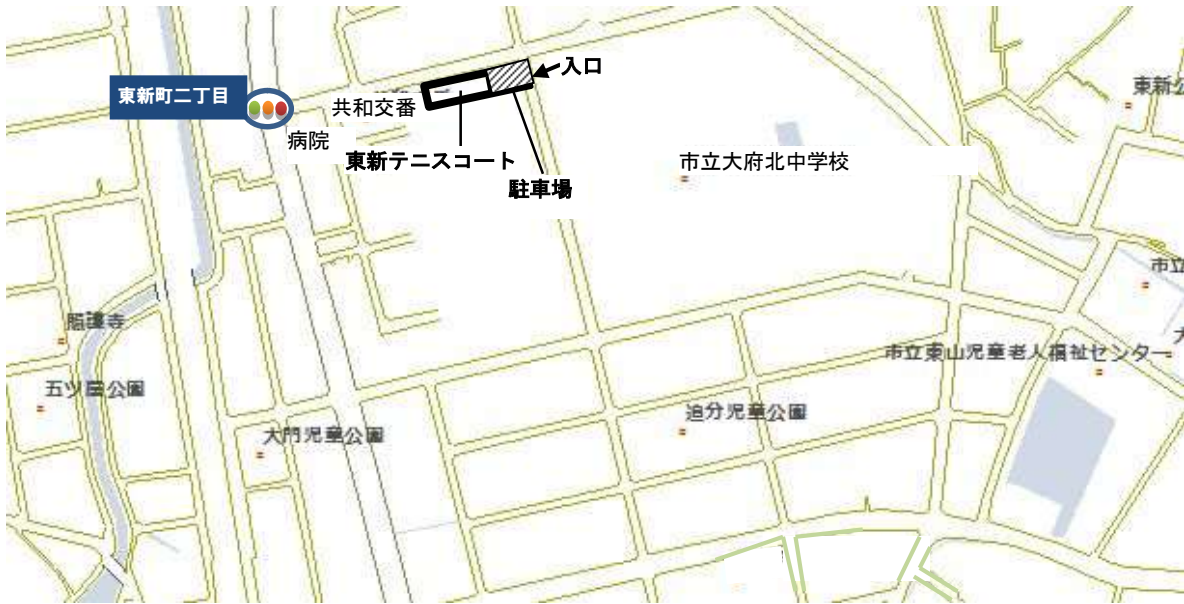 入口
東新町二丁目
共和交番
病院
東新テニスコート
駐車場
市立大府北中学校
東新公
市立
照護寺
五ツ屋公園
大門児童公園
追分児童公園
市立東山児童老人福祉センター
大